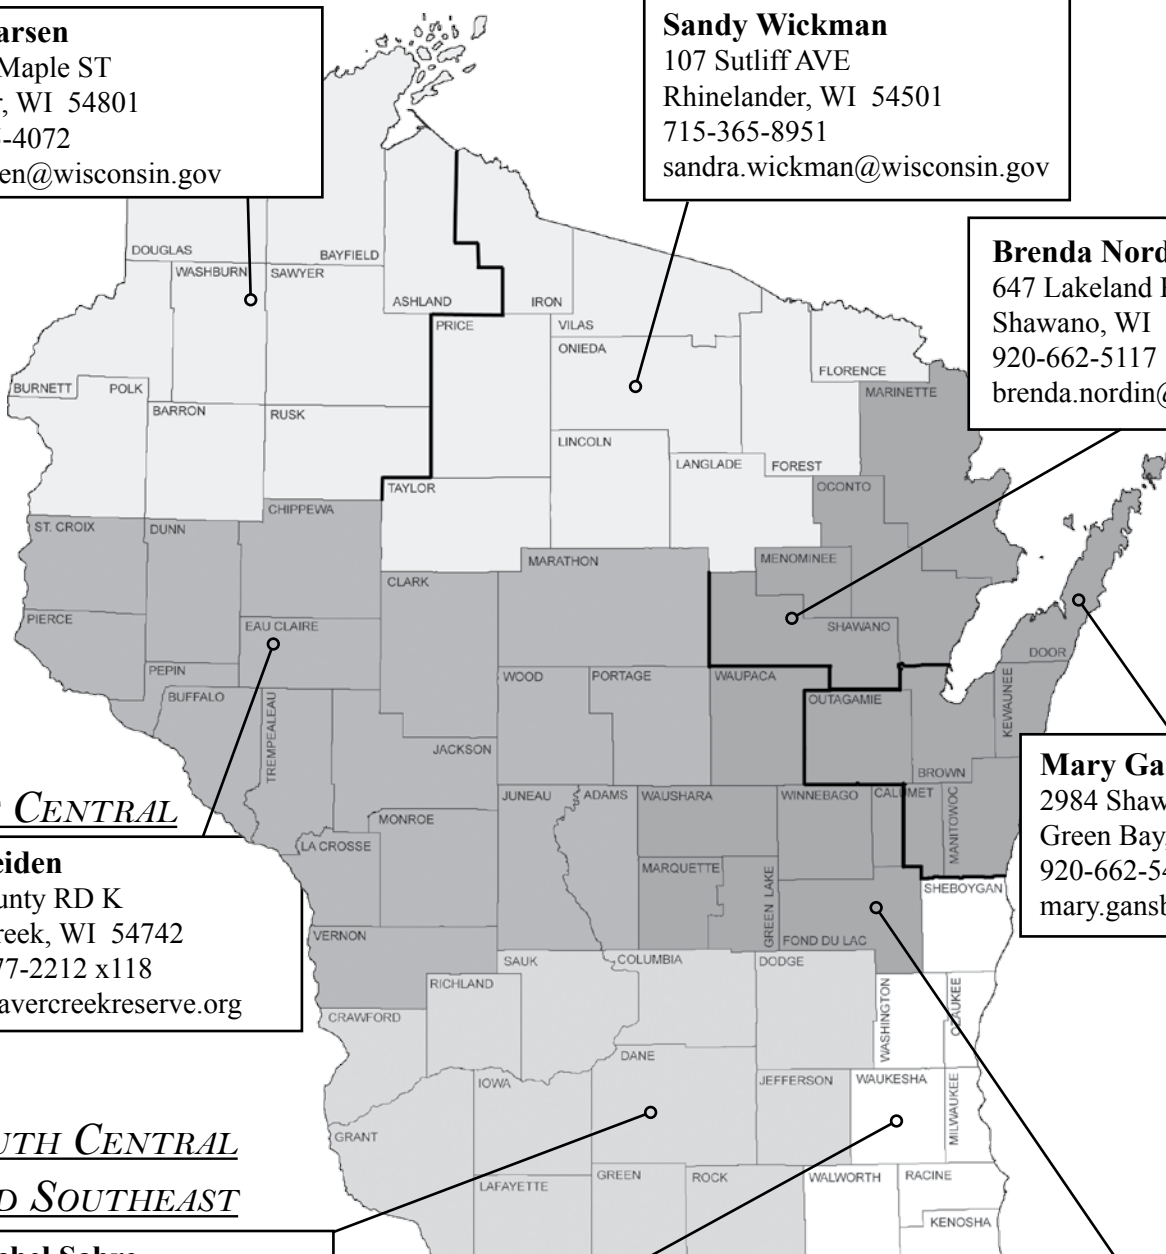 arsen
Maple ST
, WI 54801
-4072
en@wisconsin.gov
Sandy Wickman
107 Sutliff AVE
Rhinelander, WI 54501
715-365-8951
sandra.wickman@wisconsin.gov
Brenda Nord
647 Lakeland
Shawano, WI
920-662-5117
brenda.nordin@
DOUGLAS
BAYFIELD
WASHBURN
SAWYER
ASHLAND
IRON
PRICE
VILAS
ONIEDA
FLORENCE
BURNETT
POLK
MARINETTE
BARRON
RUSK
LINCOLN
LANGLADE
FOREST
TAYLOR
OCONTO
CHIPPEWA
ST. CROIX
DUNN
MARATHON
MENOMINEE
CLARK
PIERCE
EAU CLAIRE
SHAWANO
DOOR
PEPIN
WOOD
PORTAGE
WAUPACA
BUFFALO
TREMPEALEAU
OUTAGAMIE
KEWAUNEE
JACKSON
BROWN
Mary Ga
2984 Shaw
Green Bay,
920-662-54
mary.gansb
CENTRAL
JUNEAU
ADAMS
WAUSHARA
WINNEBAGO
CALUMET
MANITOWOC
MONROE
LA CROSSE
eiden
unty RD K
reek, WI 54742
77-2212 x118
avercreekreserve.org
MARQUETTE
GREEN LAKE
SHEBOYGAN
VERNON
FOND DU LAC
SAUK
COLUMBIA
DODGE
RICHLAND
WASHINGTON
OZAUKEE
CRAWFORD
DANE
IOWA
JEFFERSON
WAUKESHA
MILWAUKEE
UTH CENTRAL
D SOUTHEAST
GRANT
LAFAYETTE
GREEN
ROCK
WALWORTH
RACINE
KENOSHA